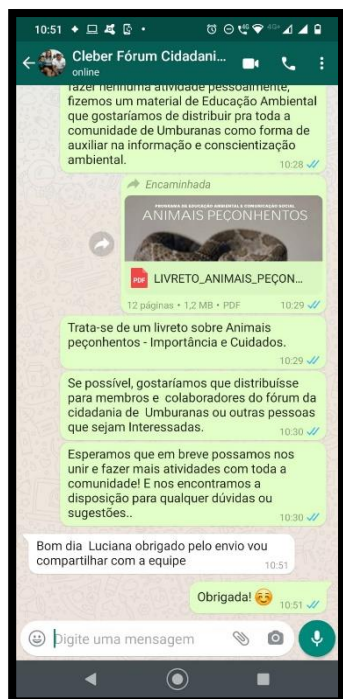 10:51
4G+
Cleber Fórum Cidadani...
online
fazer nenhuma atividade pessoalmente,
fizemos um material de Educação Ambiental
que gostaríamos de distribuir pra toda a
comunidade de Umburanas como forma de
auxiliar na informação e conscientização
ambiental.
10:28
Encaminhada
PROGRAMA DE EDUCAÇÃO AMBIENTAL E COMUNICAÇÃO SOCIAL
ANIMAIS PEÇONHENTOS
PDF LIVRETO_ANIMAIS_PEÇON...
12 páginas • 1,2 MB • PDF 10:29
Trata-se de um livreto sobre Animais
peçonhentos - Importância e Cuidados.
10:29
Se possível, gostaríamos que distribuísse
para membros e colaboradores do fórum da
cidadania de Umburanas ou outras pessoas
que sejam Interessadas.
10:30
Esperamos que em breve possamos nos
unir e fazer mais atividades com toda a
comunidade! E nos encontramos a
disposição para qualquer dúvidas ou
sugestões..
10:30
Bom dia Luciana obrigado pelo envio vou
compartilhar com a equipe
10:51
Obrigada! 😊 10:51
Digite uma mensagem